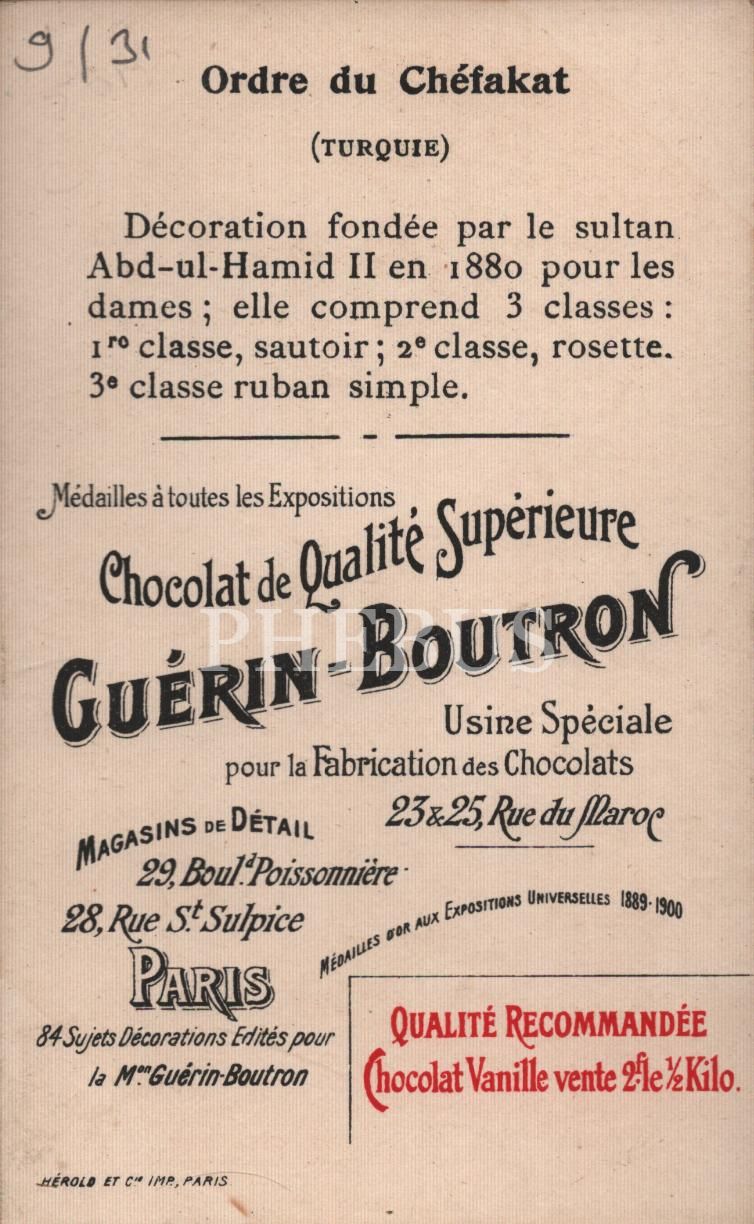 9/31
Ordre du Chéfakat
(TURQUIE)
Décoration fondée par le sultan
Abd-ul-Hamid II en 1880 pour les
dames ; elle comprend 3 classes :
1re classe, sautoir ; 2e classe, rosette.
3e classe ruban simple.
Médailles à toutes les Expositions
Chocolat de Qualité Supérieure
GUÉRIN-BOUTRON
PHEBUS
Usine Spéciale
pour la Fabrication des Chocolats
23&25, Rue du Maroc
MAGASINS DE DÉTAIL
29, Boul.d Poissonnière
28, Rue St. Sulpice
PARIS
MÉDAILLES D'OR AUX EXPOSITIONS UNIVERSELLES 1889-1900
84 Sujets Décorations Edités pour
la Mon Guérin-Boutron
QUALITÉ RECOMMANDÉE
Chocolat Vanille vente 2f. le ½ Kilo.
HÉROLD ET Cie IMP., PARIS